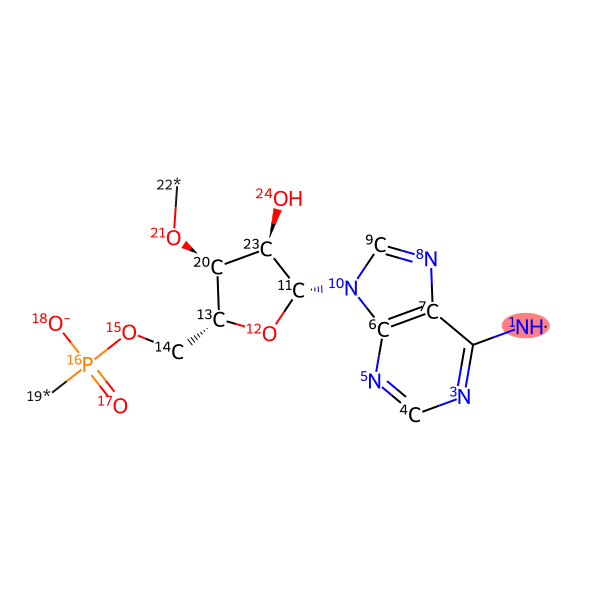 22*
24OH
21O
20C
23C
9C
8N
11C
10N
18O-
15O
13C
12O
6C
7C
1NH·
16P
14C
5N
3N
19*
17O
4C